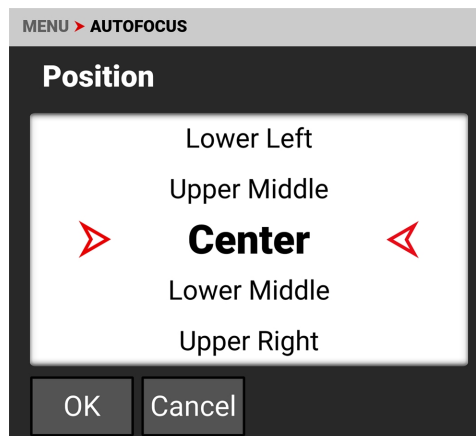 MENU ➤ AUTOFOCUS
Position
Lower Left
Upper Middle
Center
Lower Middle
Upper Right
OK Cancel